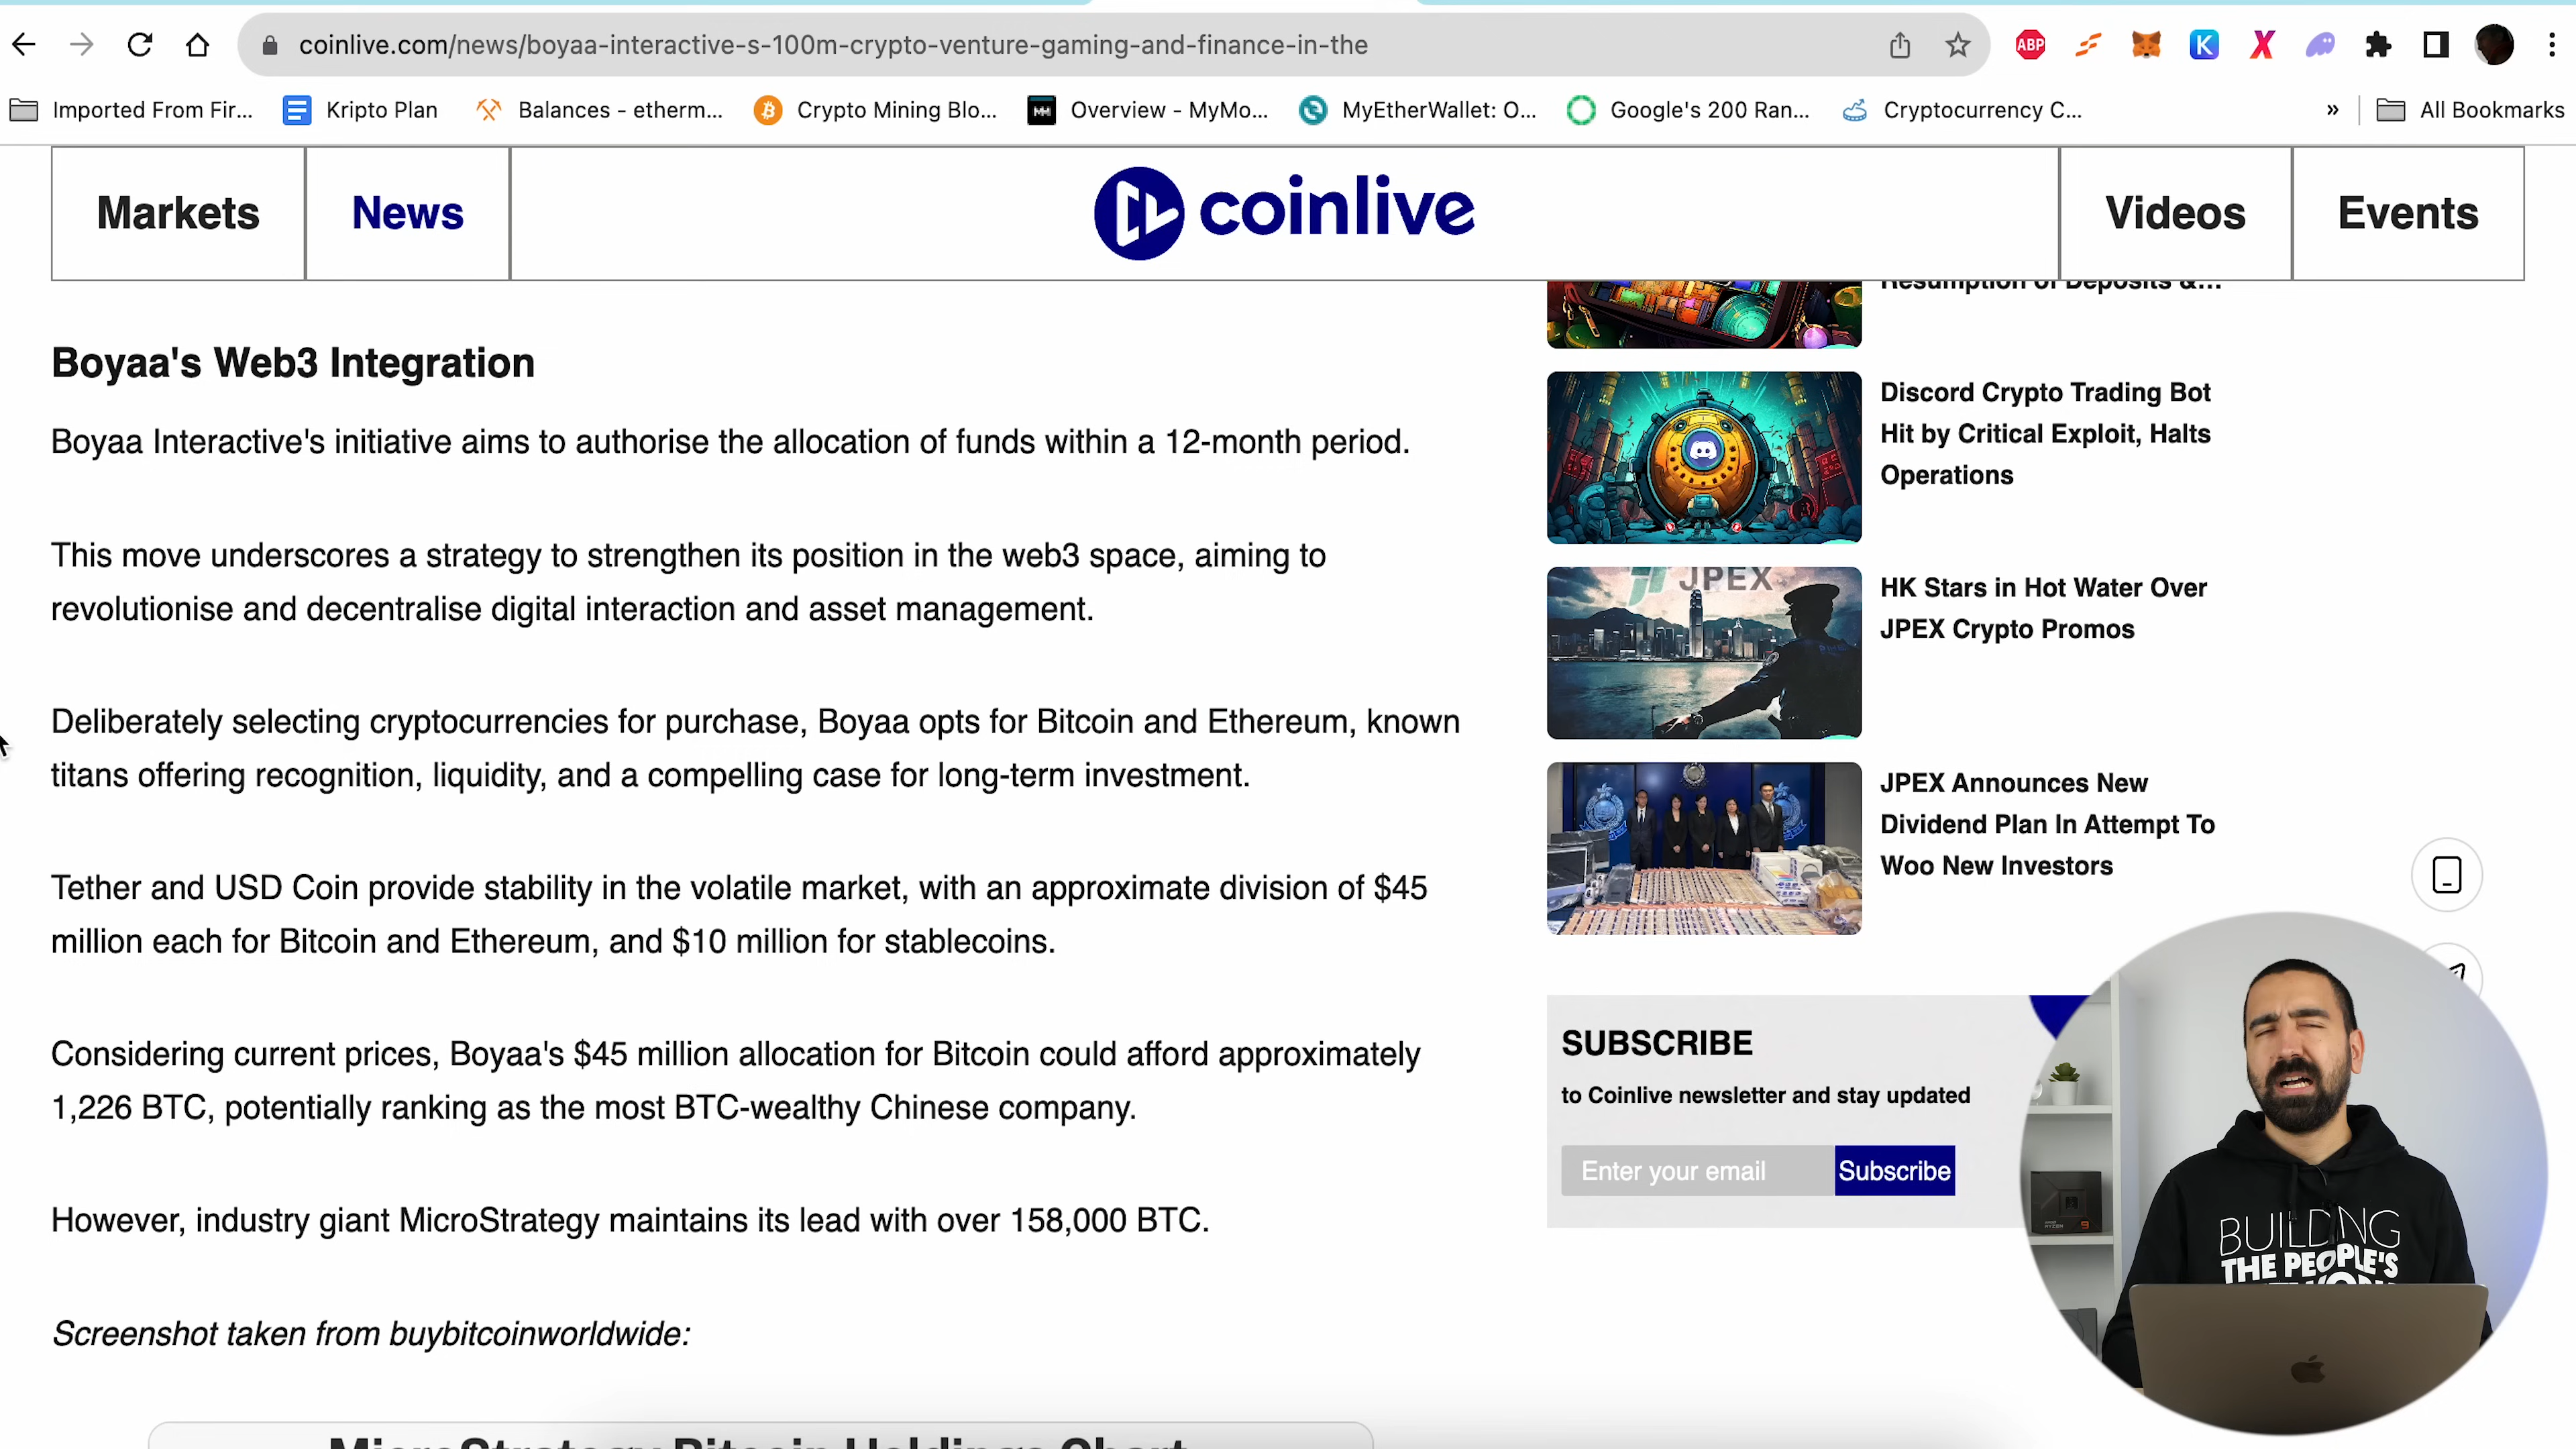 coinlive.com/news/boyaa-interactive-s-100m-crypto-venture-gaming-and-finance-in-the
ABP
K
X
Imported From Fir...
Kripto Plan
Balances - etherm...
Crypto Mining Blo...
Overview - MyMo...
MyEtherWallet: O...
Google's 200 Ran...
Cryptocurrency C...
»
All Bookmarks
Markets
News
coinlive
Videos
Events
Boyaa's Web3 Integration
Boyaa Interactive's initiative aims to authorise the allocation of funds within a 12-month period.
This move underscores a strategy to strengthen its position in the web3 space, aiming to
revolutionise and decentralise digital interaction and asset management.
Deliberately selecting cryptocurrencies for purchase, Boyaa opts for Bitcoin and Ethereum, known
titans offering recognition, liquidity, and a compelling case for long-term investment.
Tether and USD Coin provide stability in the volatile market, with an approximate division of $45
million each for Bitcoin and Ethereum, and $10 million for stablecoins.
Considering current prices, Boyaa's $45 million allocation for Bitcoin could afford approximately
1,226 BTC, potentially ranking as the most BTC-wealthy Chinese company.
However, industry giant MicroStrategy maintains its lead with over 158,000 BTC.
Screenshot taken from buybitcoinworldwide:
MicroStrategy Bitcoin Holdings Chart
Resumption of Deposits &...
Discord Crypto Trading Bot
Hit by Critical Exploit, Halts
Operations
JPEX
HK Stars in Hot Water Over
JPEX Crypto Promos
JPEX Announces New
Dividend Plan In Attempt To
Woo New Investors
SUBSCRIBE
to Coinlive newsletter and stay updated
Enter your email
Subscribe
RYZEN 9
BUILDING
THE PEOPLE'S